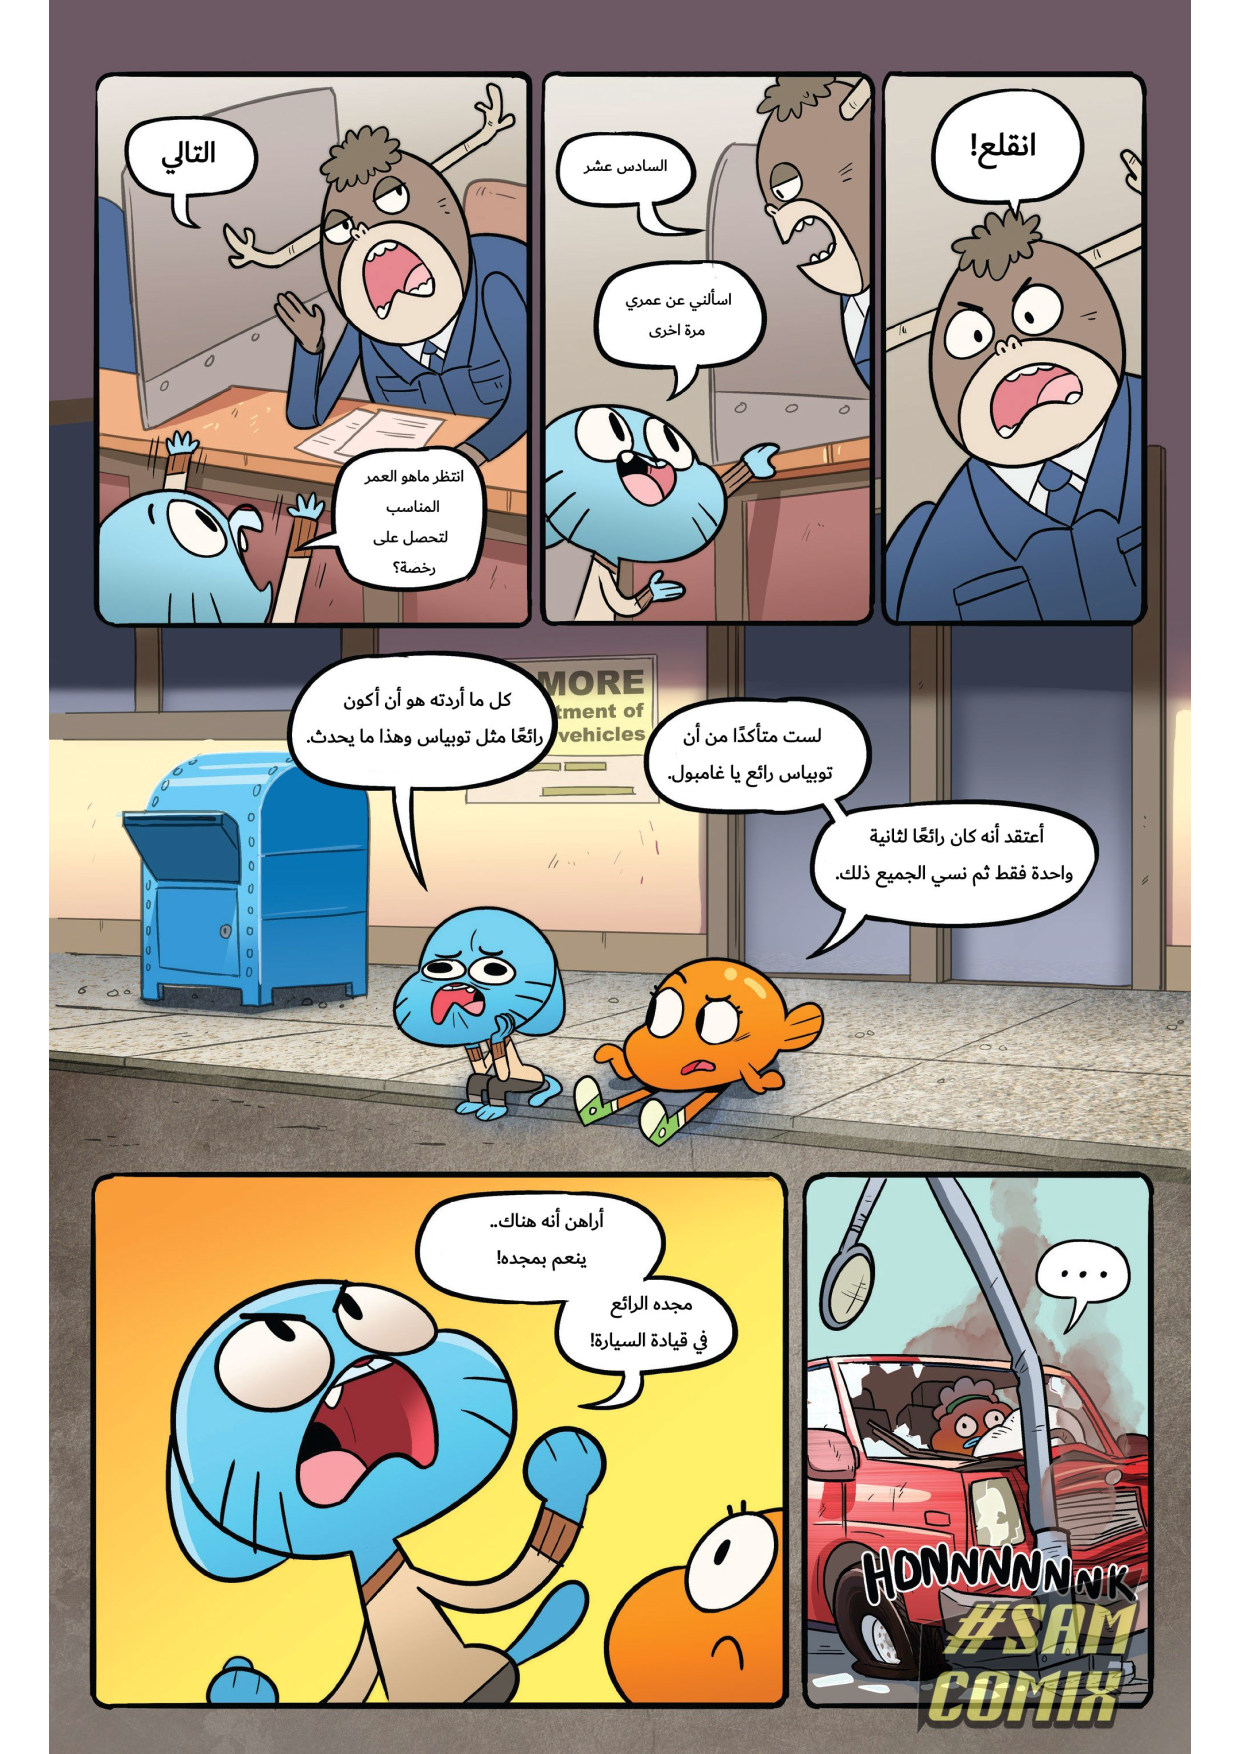 التالي
انتظر ماهو العمر
المناسب
لتحصل على
رخصة؟
السادس عشر
اسألني عن عمري
مرة اخرى
انقلع!
MORE
tment of
vehicles
كل ما أردته هو أن أكون
رائعًا مثل توبياس وهذا ما يحدث.
لست متأكدًا من أن
توبياس رائع يا غامبول.
أعتقد أنه كان رائعًا لثانية
واحدة فقط ثم نسي الجميع ذلك.
أراهن أنه هناك..
ينعم بمجده!
مجده الرائع
في قيادة السيارة!
...
HONNNNNNNK
#SAM
COMIX